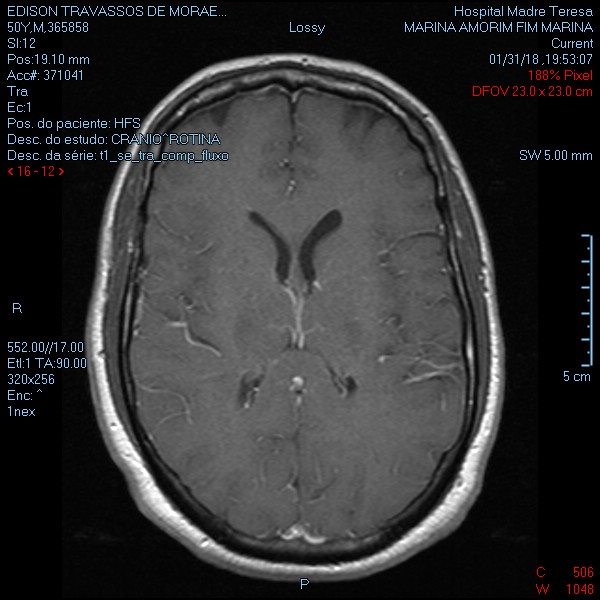 EDISON TRAVASSOS DE MORAE...
50Y,M,365858
Sl:12
Pos:19.10 mm
Acc#: 371041
Tra
Ec:1
Pos. do paciente: HFS
Desc. do estudo: CRANIO^ROTINA
Desc. da série: t1_se_tra_comp_fluxo
< 16 - 12 >
Lossy
Hospital Madre Teresa
MARINA AMORIM FIM MARINA
Current
01/31/18 ,19:53:07
188% Pixel
DFOV 23.0 x 23.0 cm
SW 5.00 mm
R
5 cm
552.00//17.00
Etl:1 TA:90.00
320x256
Enc: ^
1nex
P
C 506
W 1048